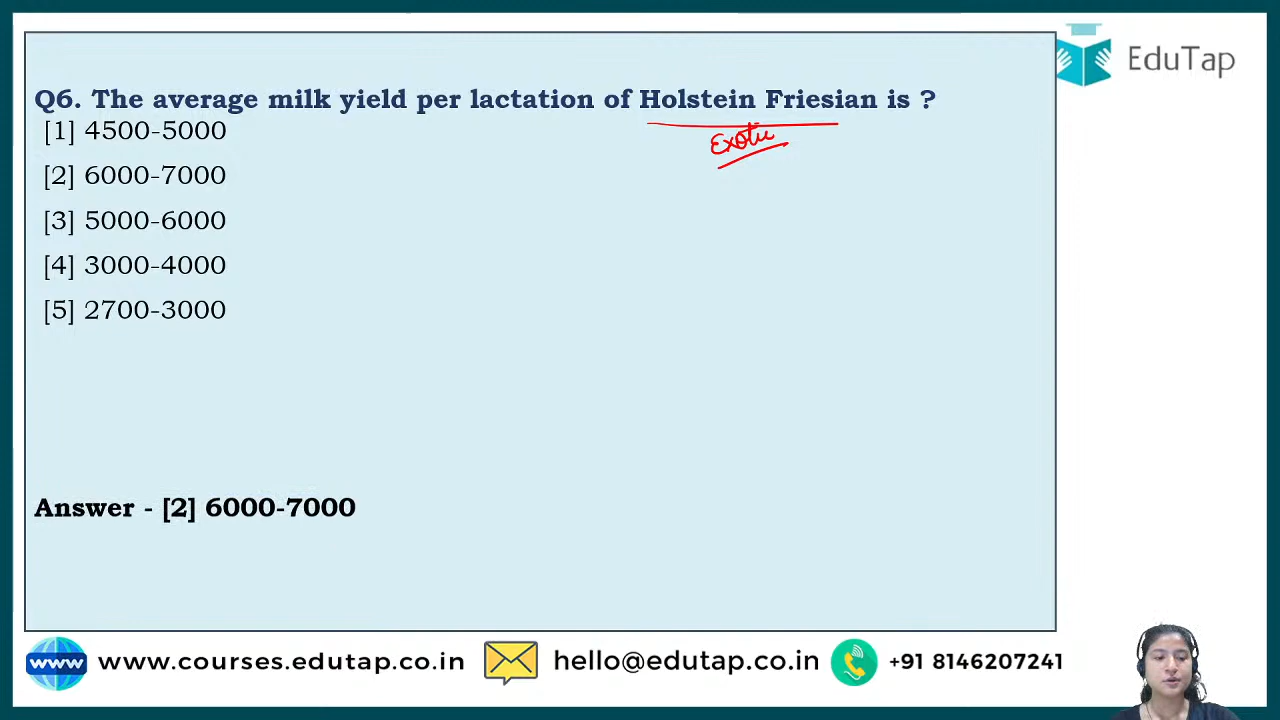 EduTap
Q6. The average milk yield per lactation of Holstein Friesian is ?
Exotic
[1] 4500-5000
[2] 6000-7000
[3] 5000-6000
[4] 3000-4000
[5] 2700-3000
Answer - [2] 6000-7000
www www.courses.edutap.co.in hello@edutap.co.in +91 8146207241